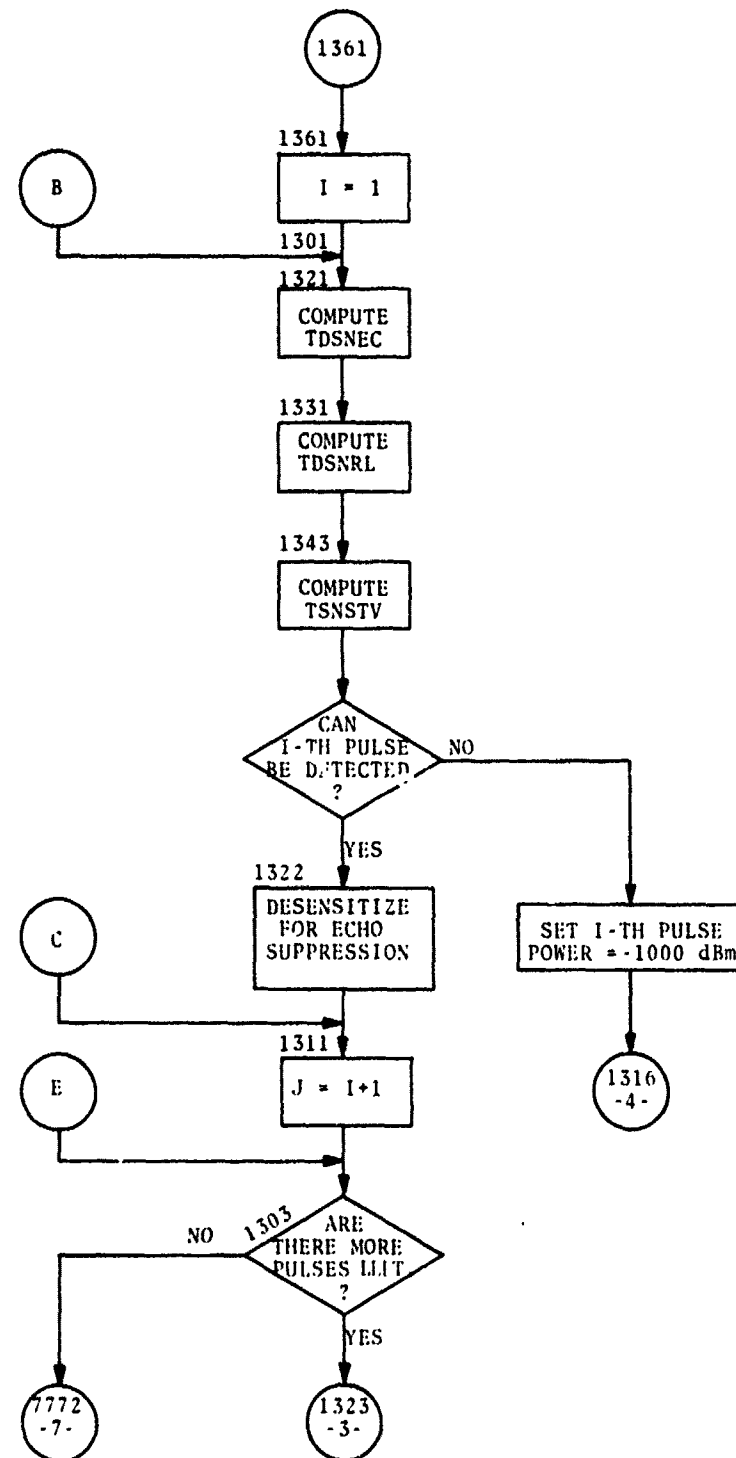 1361
1361
I = 1
B
1301
1321
COMPUTE
TDSNEC
1331
COMPUTE
TDSNRL
1343
COMPUTE
TSNSTV
CAN
I-TH PULSE
BE DETECTED
?
NO
YES
1322
DESENSITIZE
FOR ECHO
SUPPRESSION
SET I-TH PULSE
POWER = -1000 dBm
C
1311
J = I+1
1316
-4-
E
1303
NO
ARE
THERE MORE
PULSES
?
YES
7772
-7-
1323
-3-